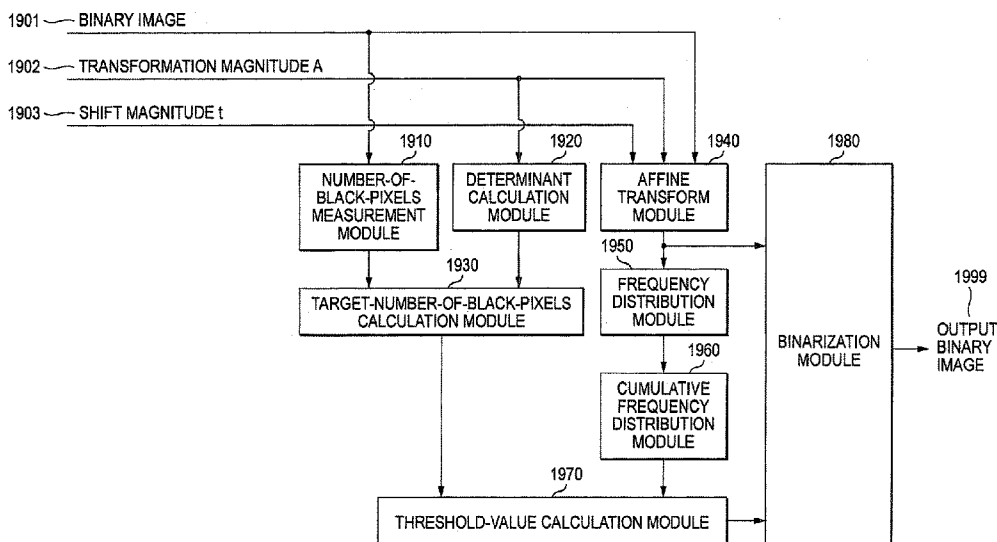 1901 BINARY IMAGE
1902 TRANSFORMATION MAGNITUDE A
1903 SHIFT MAGNITUDE t
1910
NUMBER-OF-
BLACK-PIXELS
MEASUREMENT
MODULE
1920
DETERMINANT
CALCULATION
MODULE
1940
AFFINE
TRANSFORM
MODULE
1980
BINARIZATION
MODULE
1930
TARGET-NUMBER-OF-BLACK-PIXELS
CALCULATION MODULE
1950
FREQUENCY
DISTRIBUTION
MODULE
1999
OUTPUT
BINARY
IMAGE
1960
CUMULATIVE
FREQUENCY
DISTRIBUTION
MODULE
1970
THRESHOLD-VALUE CALCULATION MODULE